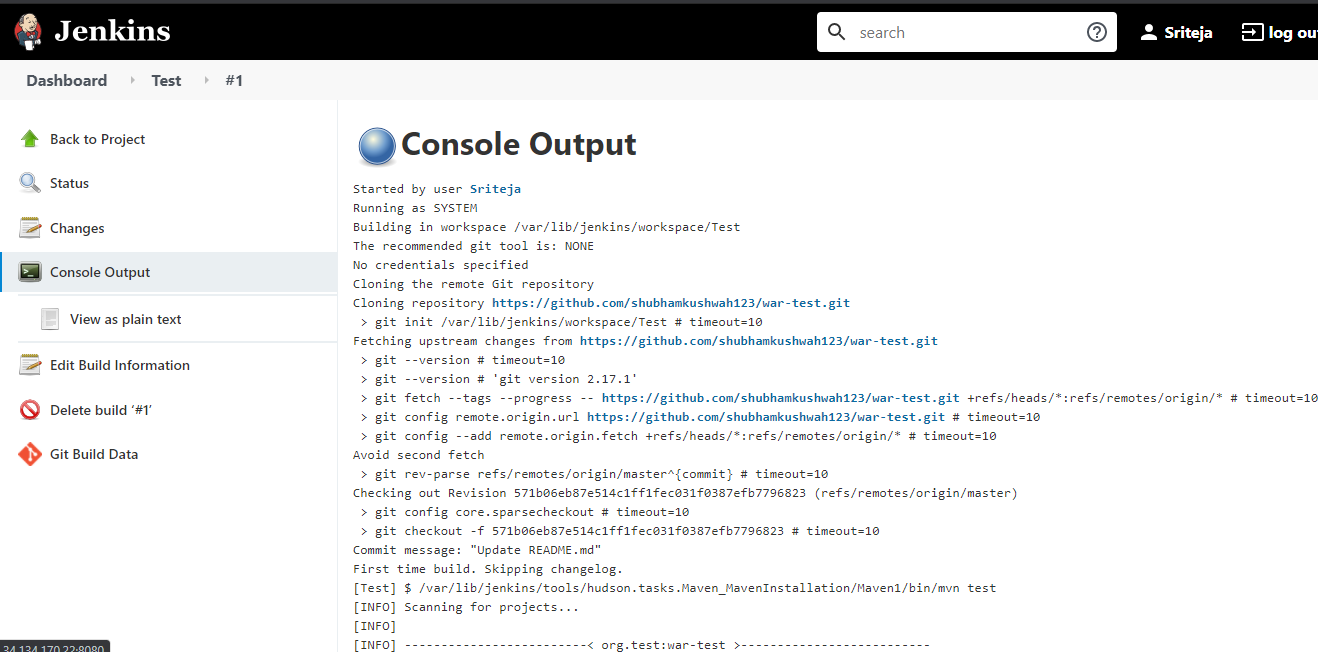 Jenkins
search
Sriteja
log ou
Dashboard
Test
#1
Back to Project
Status
Changes
Console Output
View as plain text
Edit Build Information
Delete build ‘#1’
Git Build Data
Console Output
Started by user Sriteja
Running as SYSTEM
Building in workspace /var/lib/jenkins/workspace/Test
The recommended git tool is: NONE
No credentials specified
Cloning the remote Git repository
Cloning repository https://github.com/shubhamkushwah123/war-test.git
> git init /var/lib/jenkins/workspace/Test # timeout=10
Fetching upstream changes from https://github.com/shubhamkushwah123/war-test.git
> git --version # timeout=10
> git --version # 'git version 2.17.1'
> git fetch --tags --progress -- https://github.com/shubhamkushwah123/war-test.git +refs/heads/*:refs/remotes/origin/* # timeout=10
> git config remote.origin.url https://github.com/shubhamkushwah123/war-test.git # timeout=10
> git config --add remote.origin.fetch +refs/heads/*:refs/remotes/origin/* # timeout=10
Avoid second fetch
> git rev-parse refs/remotes/origin/master^{commit} # timeout=10
Checking out Revision 571b06eb87e514c1ff1fec031f0387efb7796823 (refs/remotes/origin/master)
> git config core.sparsecheckout # timeout=10
> git checkout -f 571b06eb87e514c1ff1fec031f0387efb7796823 # timeout=10
Commit message: "Update README.md"
First time build. Skipping changelog.
[Test] $ /var/lib/jenkins/tools/hudson.tasks.Maven_MavenInstallation/Maven1/bin/mvn test
[INFO] Scanning for projects...
[INFO]
[INFO] -------------------------< org.test:war-test >--------------------------
34.134.170.22:8080